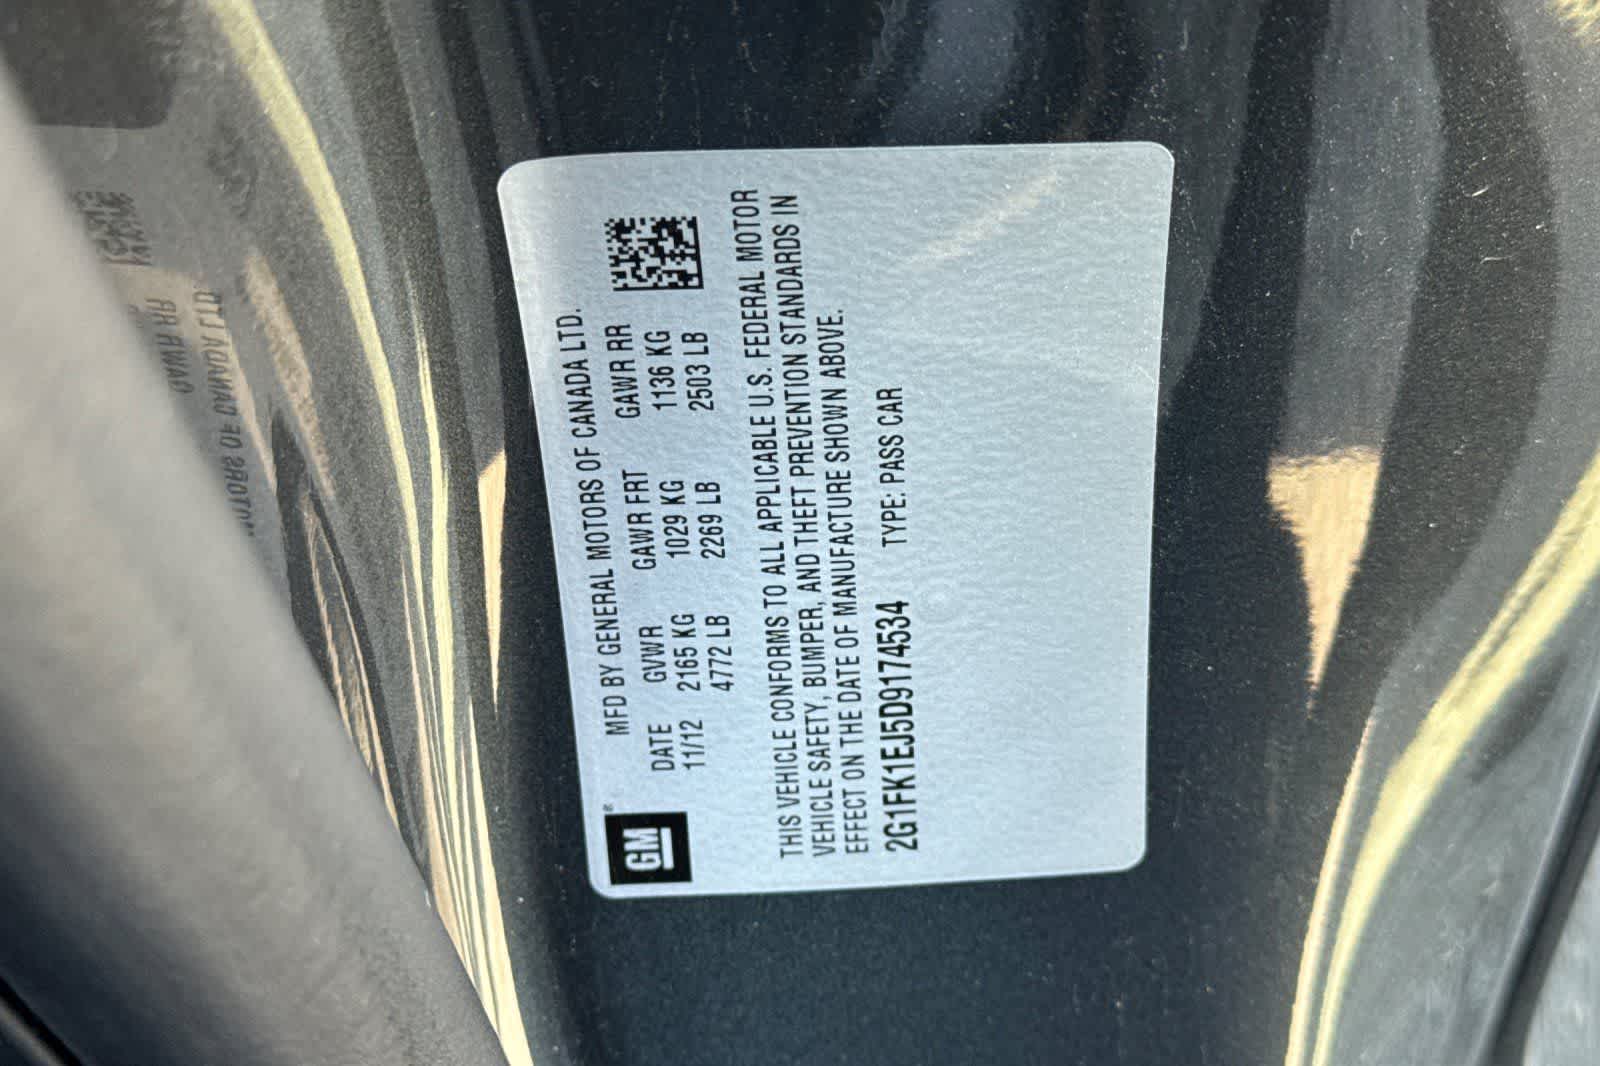 GM
®
MFD BY GENERAL MOTORS OF CANADA LTD.
DATE GVWR GAWR FRT GAWR RR
11/12 2165 KG 1029 KG 1136 KG
4772 LB 2269 LB 2503 LB
THIS VEHICLE CONFORMS TO ALL APPLICABLE U.S. FEDERAL MOTOR
VEHICLE SAFETY, BUMPER, AND THEFT PREVENTION STANDARDS IN
EFFECT ON THE DATE OF MANUFACTURE SHOWN ABOVE.
2G1FK1EJ5D9174534 TYPE: PASS CAR